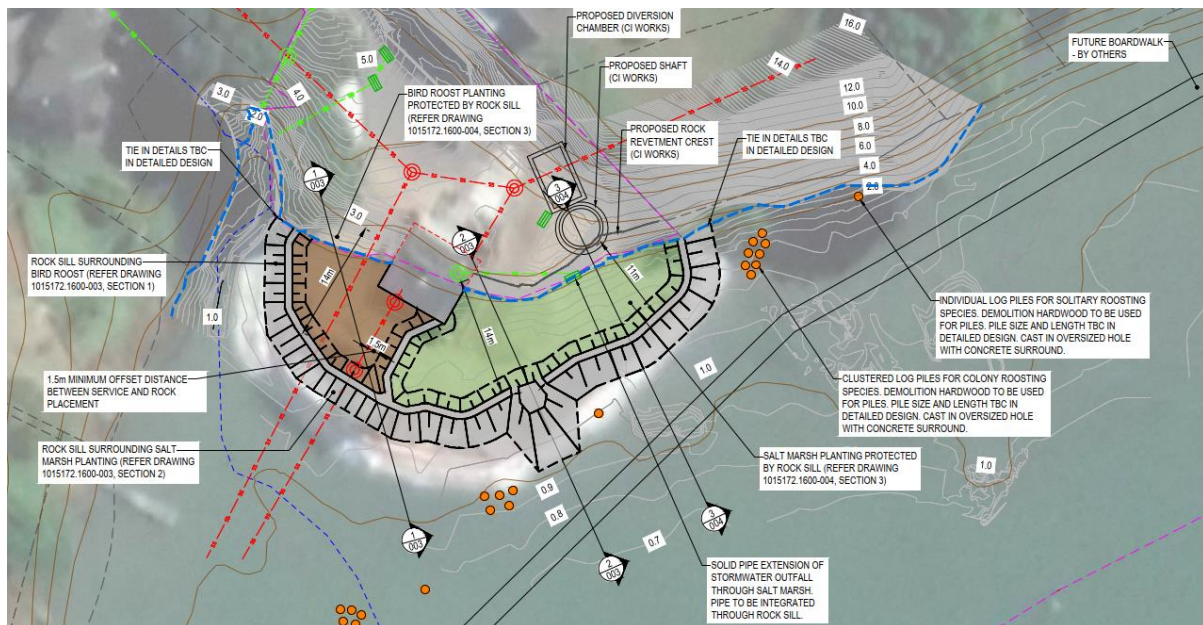 PROPOSED DIVERSION
CHAMBER (CI WORKS)
PROPOSED SHAFT
(CI WORKS)
BIRD ROOST PLANTING
PROTECTED BY ROCK SILL
(REFER DRAWING
1015172.1600-004, SECTION 3)
PROPOSED ROCK
REVETMENT CREST
(CI WORKS)
TIE IN DETAILS TBC
IN DETAILED DESIGN
TIE IN DETAILS TBC
IN DETAILED DESIGN
FUTURE BOARDWALK
- BY OTHERS
16.0
14.0
12.0
10.0
8.0
6.0
4.0
2.0
5.0
4.0
3.0
2.0
3.0
1
003
2
003
3
004
ROCK SILL SURROUNDING
BIRD ROOST (REFER DRAWING
1015172.1600-003, SECTION 1)
14m
11m
14m
1.5m
1.0
1.0
1.5m MINIMUM OFFSET DISTANCE
BETWEEN SERVICE AND ROCK
PLACEMENT
ROCK SILL SURROUNDING SALT
MARSH PLANTING (REFER DRAWING
1015172.1600-003, SECTION 2)
INDIVIDUAL LOG PILES FOR SOLITARY ROOSTING
SPECIES. DEMOLITION HARDWOOD TO BE USED
FOR PILES. PILE SIZE AND LENGTH TBC IN
DETAILED DESIGN. CAST IN OVERSIZED HOLE
WITH CONCRETE SURROUND.
CLUSTERED LOG PILES FOR COLONY ROOSTING
SPECIES. DEMOLITION HARDWOOD TO BE USED
FOR PILES. PILE SIZE AND LENGTH TBC IN
DETAILED DESIGN. CAST IN OVERSIZED HOLE
WITH CONCRETE SURROUND.
SALT MARSH PLANTING PROTECTED
BY ROCK SILL (REFER DRAWING
1015172.1600-004, SECTION 3)
1.0
0.9
0.8
0.7
1
003
2
003
3
004
SOLID PIPE EXTENSION OF
STORMWATER OUTFALL
THROUGH SALT MARSH.
PIPE TO BE INTEGRATED
THROUGH ROCK SILL.